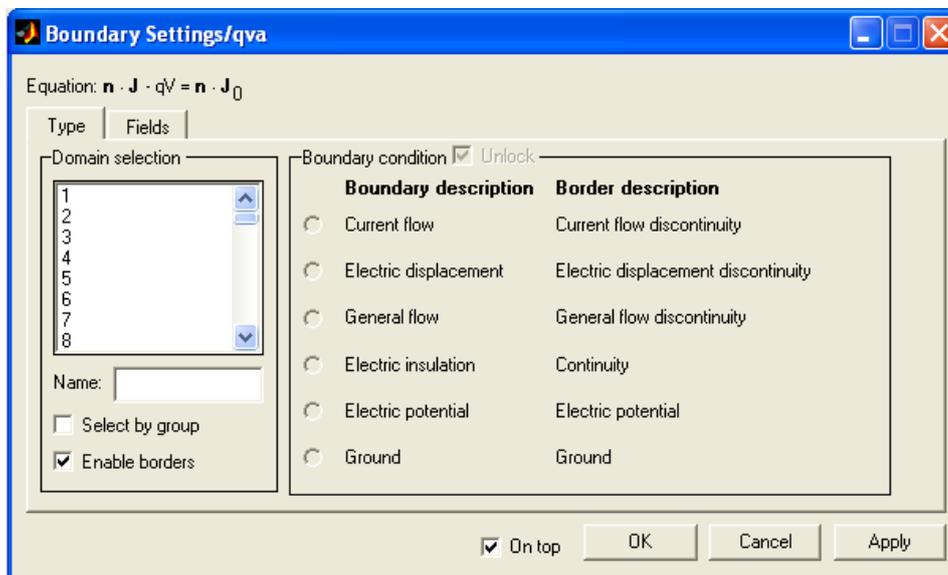 Boundary Settings/qva
Equation: n · J - qV = n · J0
Type Fields
Domain selection
1
2
3
4
5
6
7
8
Name:
Select by group
Enable borders
Boundary condition Unlock
Boundary description Border description
Current flow Current flow discontinuity
Electric displacement Electric displacement discontinuity
General flow General flow discontinuity
Electric insulation Continuity
Electric potential Electric potential
Ground Ground
On top OK Cancel Apply